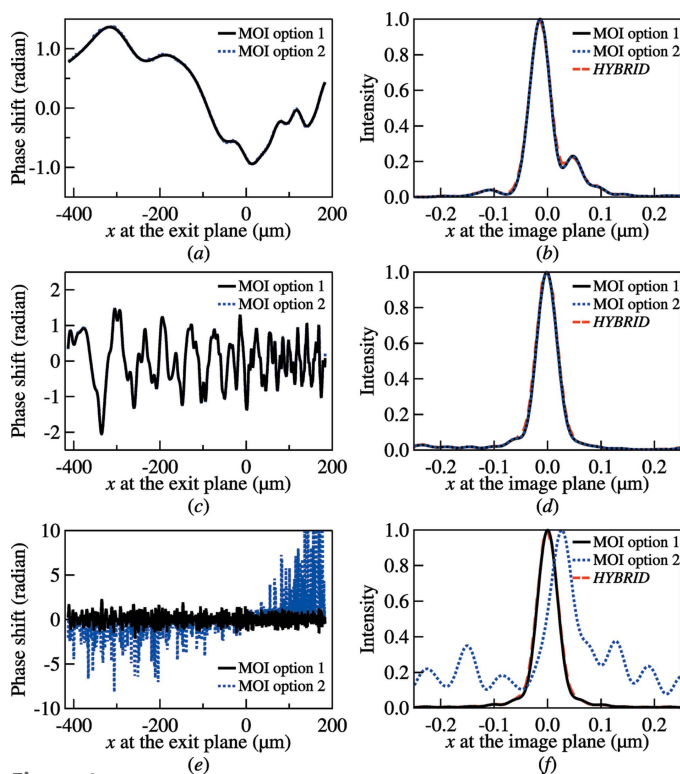 Phase shift (radian)
1.0
0.0
-1.0
MOI option 1
MOI option 2
-400
-200
0
200
x at the exit plane (µm)
(a)
Intensity
1.0
0.8
0.6
0.4
0.2
0.0
MOI option 1
MOI option 2
HYBRID
-0.2
-0.1
0.0
0.1
0.2
x at the image plane (µm)
(b)
Phase shift (radian)
2
1
0
-1
-2
MOI option 1
MOI option 2
-400
-200
0
200
x at the exit plane (µm)
(c)
Intensity
1.0
0.8
0.6
0.4
0.2
0.0
MOI option 1
MOI option 2
HYBRID
-0.2
-0.1
0.0
0.1
0.2
x at the image plane (µm)
(d)
Phase shift (radian)
10
5
0
-5
-10
MOI option 1
MOI option 2
-400
-200
0
200
x at the exit plane (µm)
(e)
Intensity
1.0
0.8
0.6
0.4
0.2
0.0
MOI option 1
MOI option 2
HYBRID
-0.2
-0.1
0.0
0.1
0.2
x at the image plane (µm)
(f)